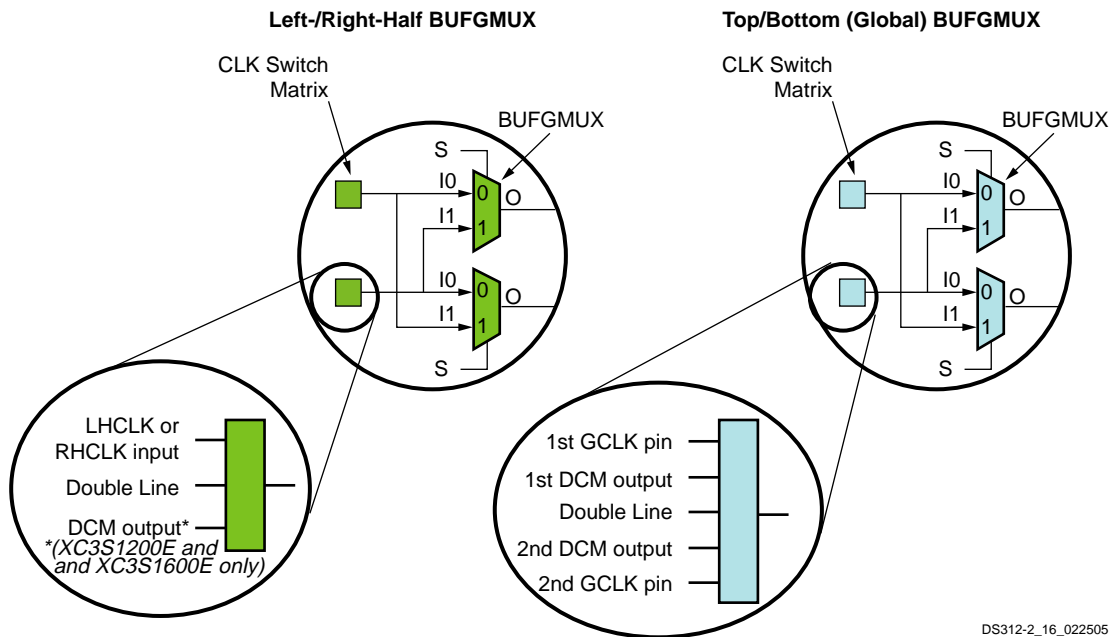 Left-/Right-Half BUFGMUX
CLK Switch
Matrix
BUFGMUX
S
I0
0
O
I1
1
I0
0
O
I1
1
S
LHCLK or
RHCLK input
Double Line
DCM output*
*(XC3S1200E and
and XC3S1600E only)
Top/Bottom (Global) BUFGMUX
CLK Switch
Matrix
BUFGMUX
S
I0
0
O
I1
1
I0
0
O
I1
1
S
1st GCLK pin
1st DCM output
Double Line
2nd DCM output
2nd GCLK pin
DS312-2_16_022505